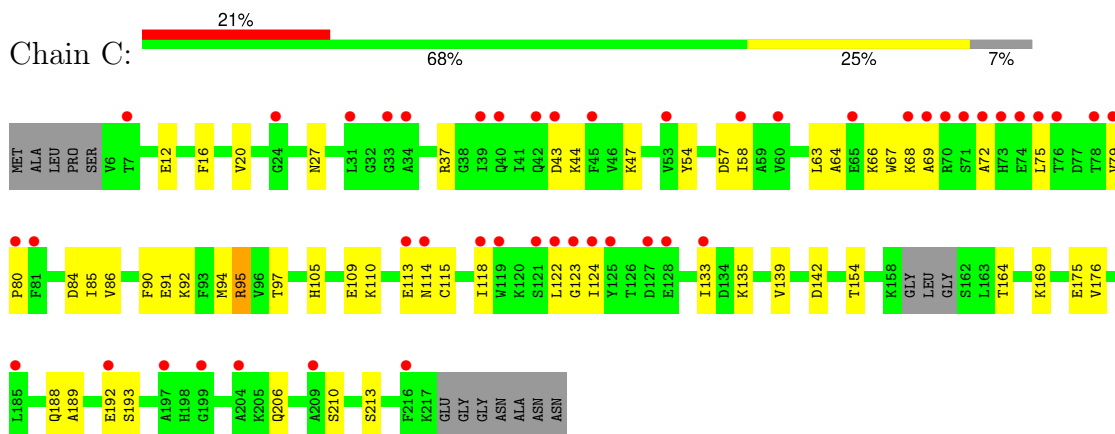 21%
Chain C:
68% 25% 7%
MET ALA LEU PRO SER V6 T7 E12 F16 V20 G24 N27 L31 G32 G33 A34 R37 G38 I39 Q40 I41 Q42 D43 K44 F45 V46 K47 V53 Y54 D57 I58 A59 V60 L63 A64 E65 K66 W67 K68 A69 R70 S71 A72 H73 E74 L75 T76 D77 T78 V79
P80 F81 D84 I85 V86 F90 E91 K92 F93 M94 R95 V96 T97 H105 E109 K110 E113 N114 C115 I118 W119 K120 S121 L122 G123 I124 Y125 T126 D127 E128 I133 D134 K135 V139 D142 T154 K158 GLY LEU GLY S162 L163 T164 K169 E175 V176
L185 Q188 A189 E192 S193 A197 H198 G199 A204 K205 Q206 A209 S210 S213 F216 K217 GLU GLY GLY ASN ALA ASN ASN